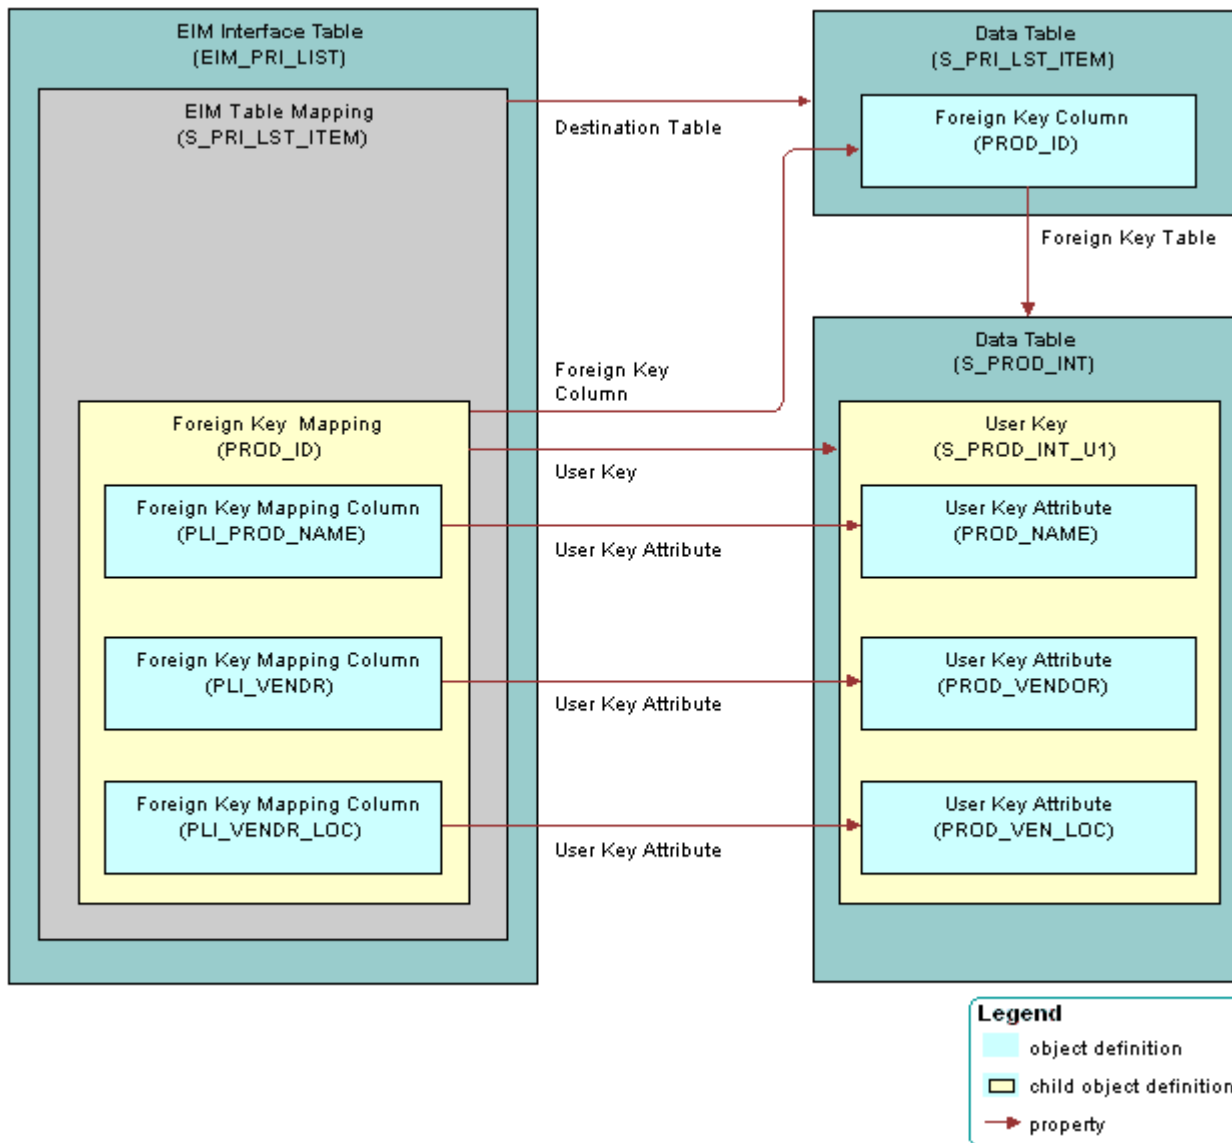 EIM Interface Table
(EIM_PRI_LIST)
EIM Table Mapping
(S_PRI_LST_ITEM)
Destination Table
Data Table
(S_PRI_LST_ITEM)
Foreign Key Column
(PROD_ID)
Foreign Key Table
Foreign Key
Column
Data Table
(S_PROD_INT)
Foreign Key Mapping
(PROD_ID)
User Key
User Key
(S_PROD_INT_U1)
Foreign Key Mapping Column
(PLI_PROD_NAME)
User Key Attribute
User Key Attribute
(PROD_NAME)
Foreign Key Mapping Column
(PLI_VENDR)
User Key Attribute
User Key Attribute
(PROD_VENDOR)
Foreign Key Mapping Column
(PLI_VENDR_LOC)
User Key Attribute
User Key Attribute
(PROD_VEN_LOC)
Legend
object definition
child object definition
property